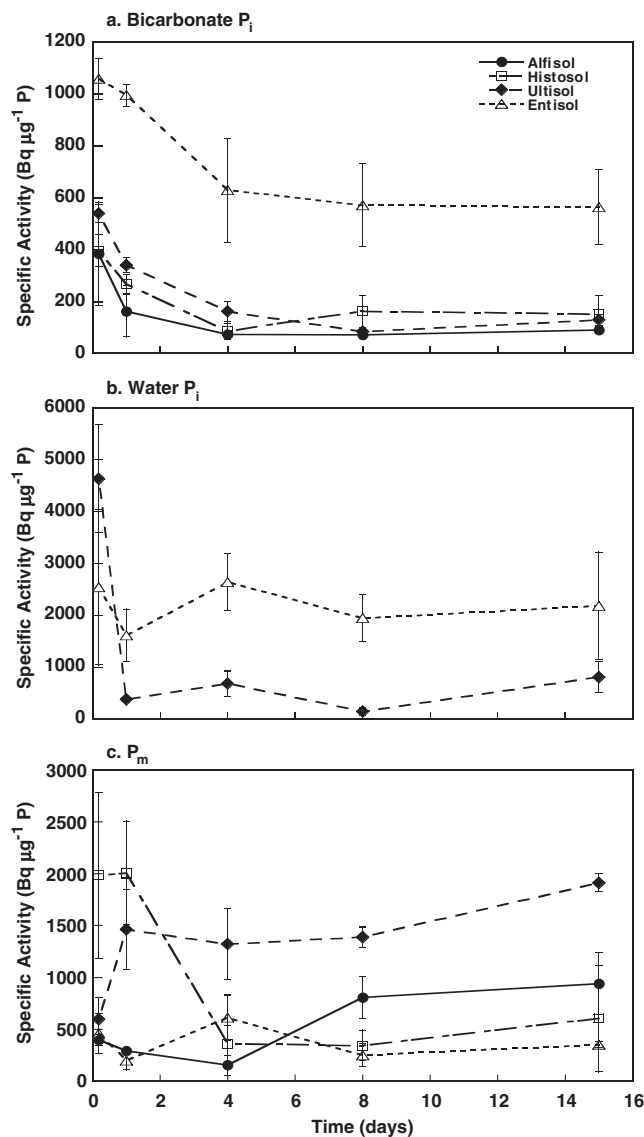 a. Bicarbonate Pi
1200
1000
800
600
400
200
0
Specific Activity (Bq μg⁻¹ P)
Alfisol
Histosol
Ultisol
Entisol
b. Water Pi
6000
5000
4000
3000
2000
1000
0
Specific Activity (Bq μg⁻¹ P)
c. Pm
3000
2500
2000
1500
1000
500
0
Specific Activity (Bq μg⁻¹ P)
0 2 4 6 8 10 12 14 16
Time (days)